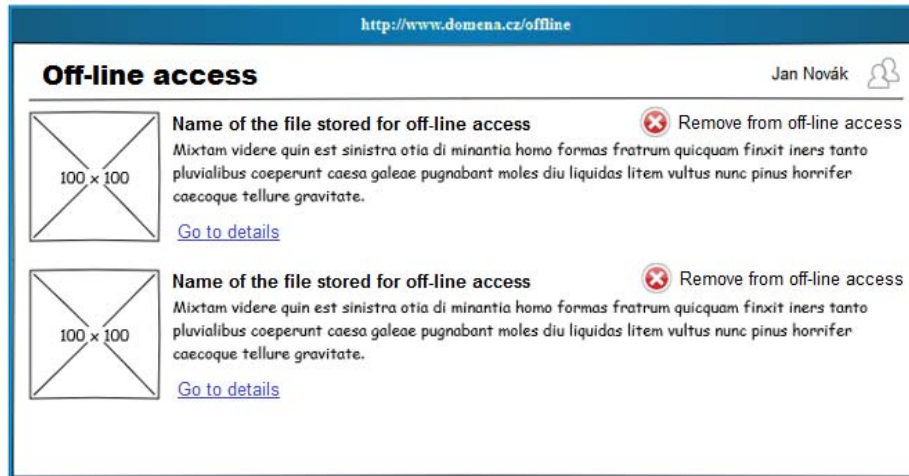 http://www.domena.cz/offline
Off-line access
Jan Novák
Name of the file stored for off-line access
Remove from off-line access
100 x 100
Mixtam videre quin est sinistra otia di minantia homo formas fratrum quicquam finxit iners tanto
pluvialibus coeperunt caesa galeae pugnabant moles diu liquidas litem vultus nunc pinus horrifer
caecoque tellure gravitate.
Go to details
Name of the file stored for off-line access
Remove from off-line access
100 x 100
Mixtam videre quin est sinistra otia di minantia homo formas fratrum quicquam finxit iners tanto
pluvialibus coeperunt caesa galeae pugnabant moles diu liquidas litem vultus nunc pinus horrifer
caecoque tellure gravitate.
Go to details